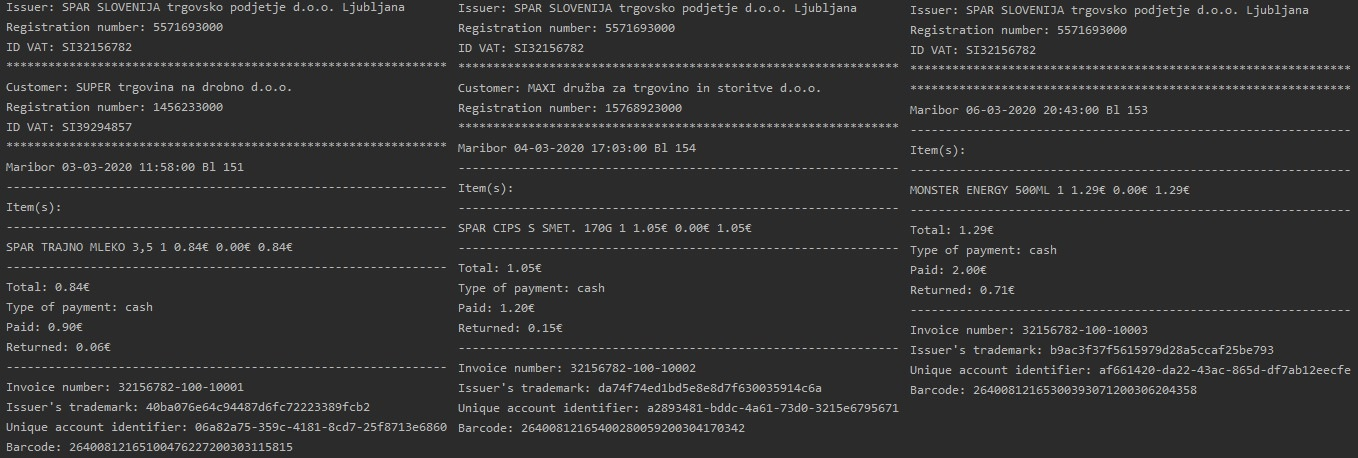 Issuer: SPAR SLOVENIJA trgovsko podjetje d.o.o. Ljubljana
Registration number: 5571693000
ID VAT: SI32156782
***************************************************************
Customer: SUPER trgovina na drobno d.o.o.
Registration number: 1456233000
ID VAT: SI39294857
***************************************************************
Maribor 03-03-2020 11:58:00 Bl 151
---------------------------------------------------------------
Item(s):
---------------------------------------------------------------
SPAR TRAJNO MLEKO 3,5 1 0.84€ 0.00€ 0.84€
---------------------------------------------------------------
Total: 0.84€
Type of payment: cash
Paid: 0.90€
Returned: 0.06€
---------------------------------------------------------------
Invoice number: 32156782-100-10001
Issuer's trademark: 40ba076e64c94487d6fc72223389fcb2
Unique account identifier: 06a82a75-359c-4181-8cd7-25f8713e6860
Barcode: 26400812165100476227200303115815
Issuer: SPAR SLOVENIJA trgovsko podjetje d.o.o. Ljubljana
Registration number: 5571693000
ID VAT: SI32156782
***************************************************************
Customer: MAXI družba za trgovino in storitve d.o.o.
Registration number: 15768923000
***************************************************************
Maribor 04-03-2020 17:03:00 Bl 154
---------------------------------------------------------------
Item(s):
---------------------------------------------------------------
SPAR CIPS S SMET. 170G 1 1.05€ 0.00€ 1.05€
---------------------------------------------------------------
Total: 1.05€
Type of payment: cash
Paid: 1.20€
Returned: 0.15€
---------------------------------------------------------------
Invoice number: 32156782-100-10002
Issuer's trademark: da74f74ed1bd5e8e8d7f630035914c6a
Unique account identifier: a2893481-bddc-4a61-73d0-3215e6795671
Barcode: 26400812165400280059200304170342
Issuer: SPAR SLOVENIJA trgovsko podjetje d.o.o. Ljubljana
Registration number: 5571693000
ID VAT: SI32156782
***************************************************************
***************************************************************
Maribor 06-03-2020 20:43:00 Bl 153
---------------------------------------------------------------
Item(s):
---------------------------------------------------------------
MONSTER ENERGY 500ML 1 1.29€ 0.00€ 1.29€
---------------------------------------------------------------
Total: 1.29€
Type of payment: cash
Paid: 2.00€
Returned: 0.71€
---------------------------------------------------------------
Invoice number: 32156782-100-10003
Issuer's trademark: b9ac3f37f5615979d28a5ccaf25be793
Unique account identifier: af661420-da22-43ac-865d-df7ab12eecfe
Barcode: 26400812165300393071200306204358